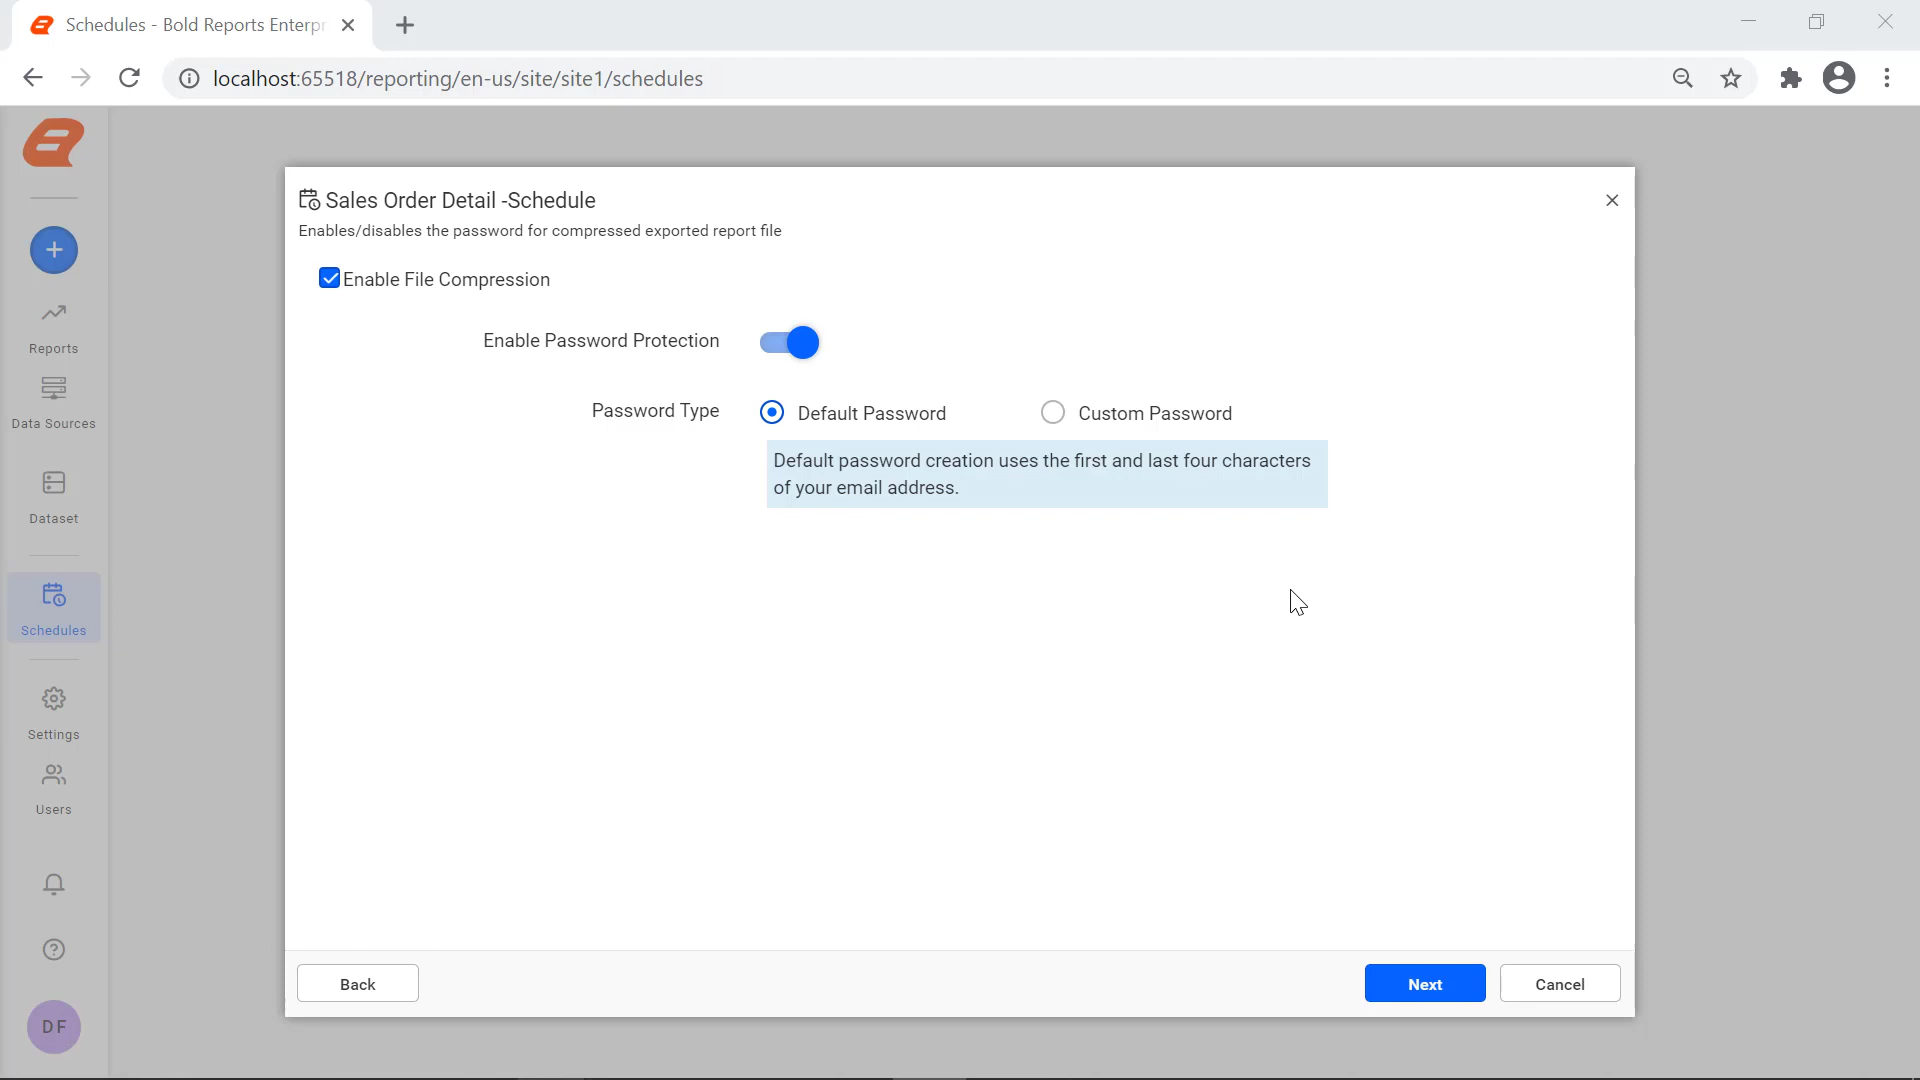 Schedules - Bold Reports Enterpr
localhost:65518/reporting/en-us/site/site1/schedules
Sales Order Detail -Schedule
Enables/disables the password for compressed exported report file
Enable File Compression
Enable Password Protection
Password Type
Default Password
Custom Password
Default password creation uses the first and last four characters
of your email address.
Reports
Data Sources
Dataset
Schedules
Settings
Users
DF
Back
Next
Cancel